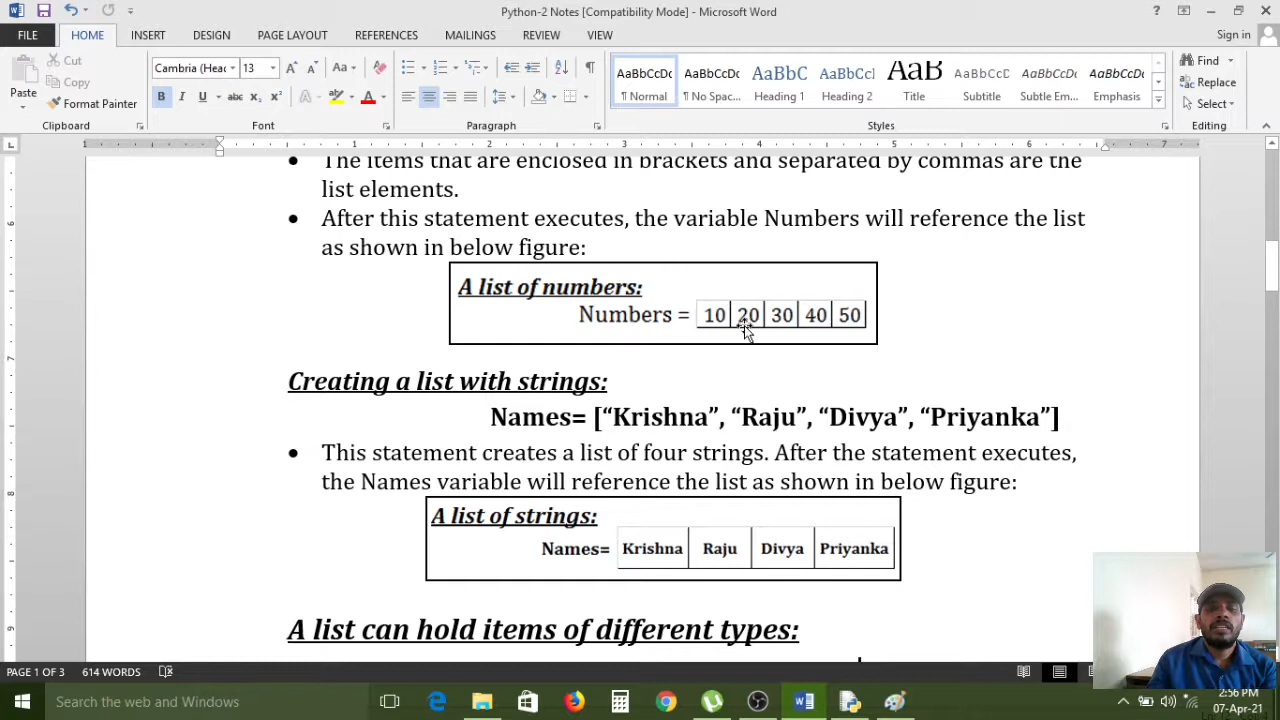 Python-2 Notes [Compatibility Mode] - Microsoft Word
Sign in
FILE HOME INSERT DESIGN PAGE LAYOUT REFERENCES MAILINGS REVIEW VIEW
Paste
Cut
Copy
Format Painter
Cambria (Head 13
AaBbCcDc AaBbCcDc AaBbC AaBbCc AaB AaBbCcD AaBbCcDc AaBbCcDc
¶ Normal ¶ No Spac... Heading 1 Heading 2 Title Subtitle Subtle Em... Emphasis
Find
Replace
Select
Clipboard Font Paragraph Styles Editing
The items that are enclosed in brackets and separated by commas are the
list elements.
• After this statement executes, the variable Numbers will reference the list
as shown in below figure:
A list of numbers:
Numbers = 10 20 30 40 50
Creating a list with strings:
Names= [“Krishna”, “Raju”, “Divya”, “Priyanka”]
• This statement creates a list of four strings. After the statement executes,
the Names variable will reference the list as shown in below figure:
A list of strings:
Names= Krishna Raju Divya Priyanka
A list can hold items of different types:
PAGE 1 OF 3 614 WORDS
Search the web and Windows
2:56 PM
07-Apr-21